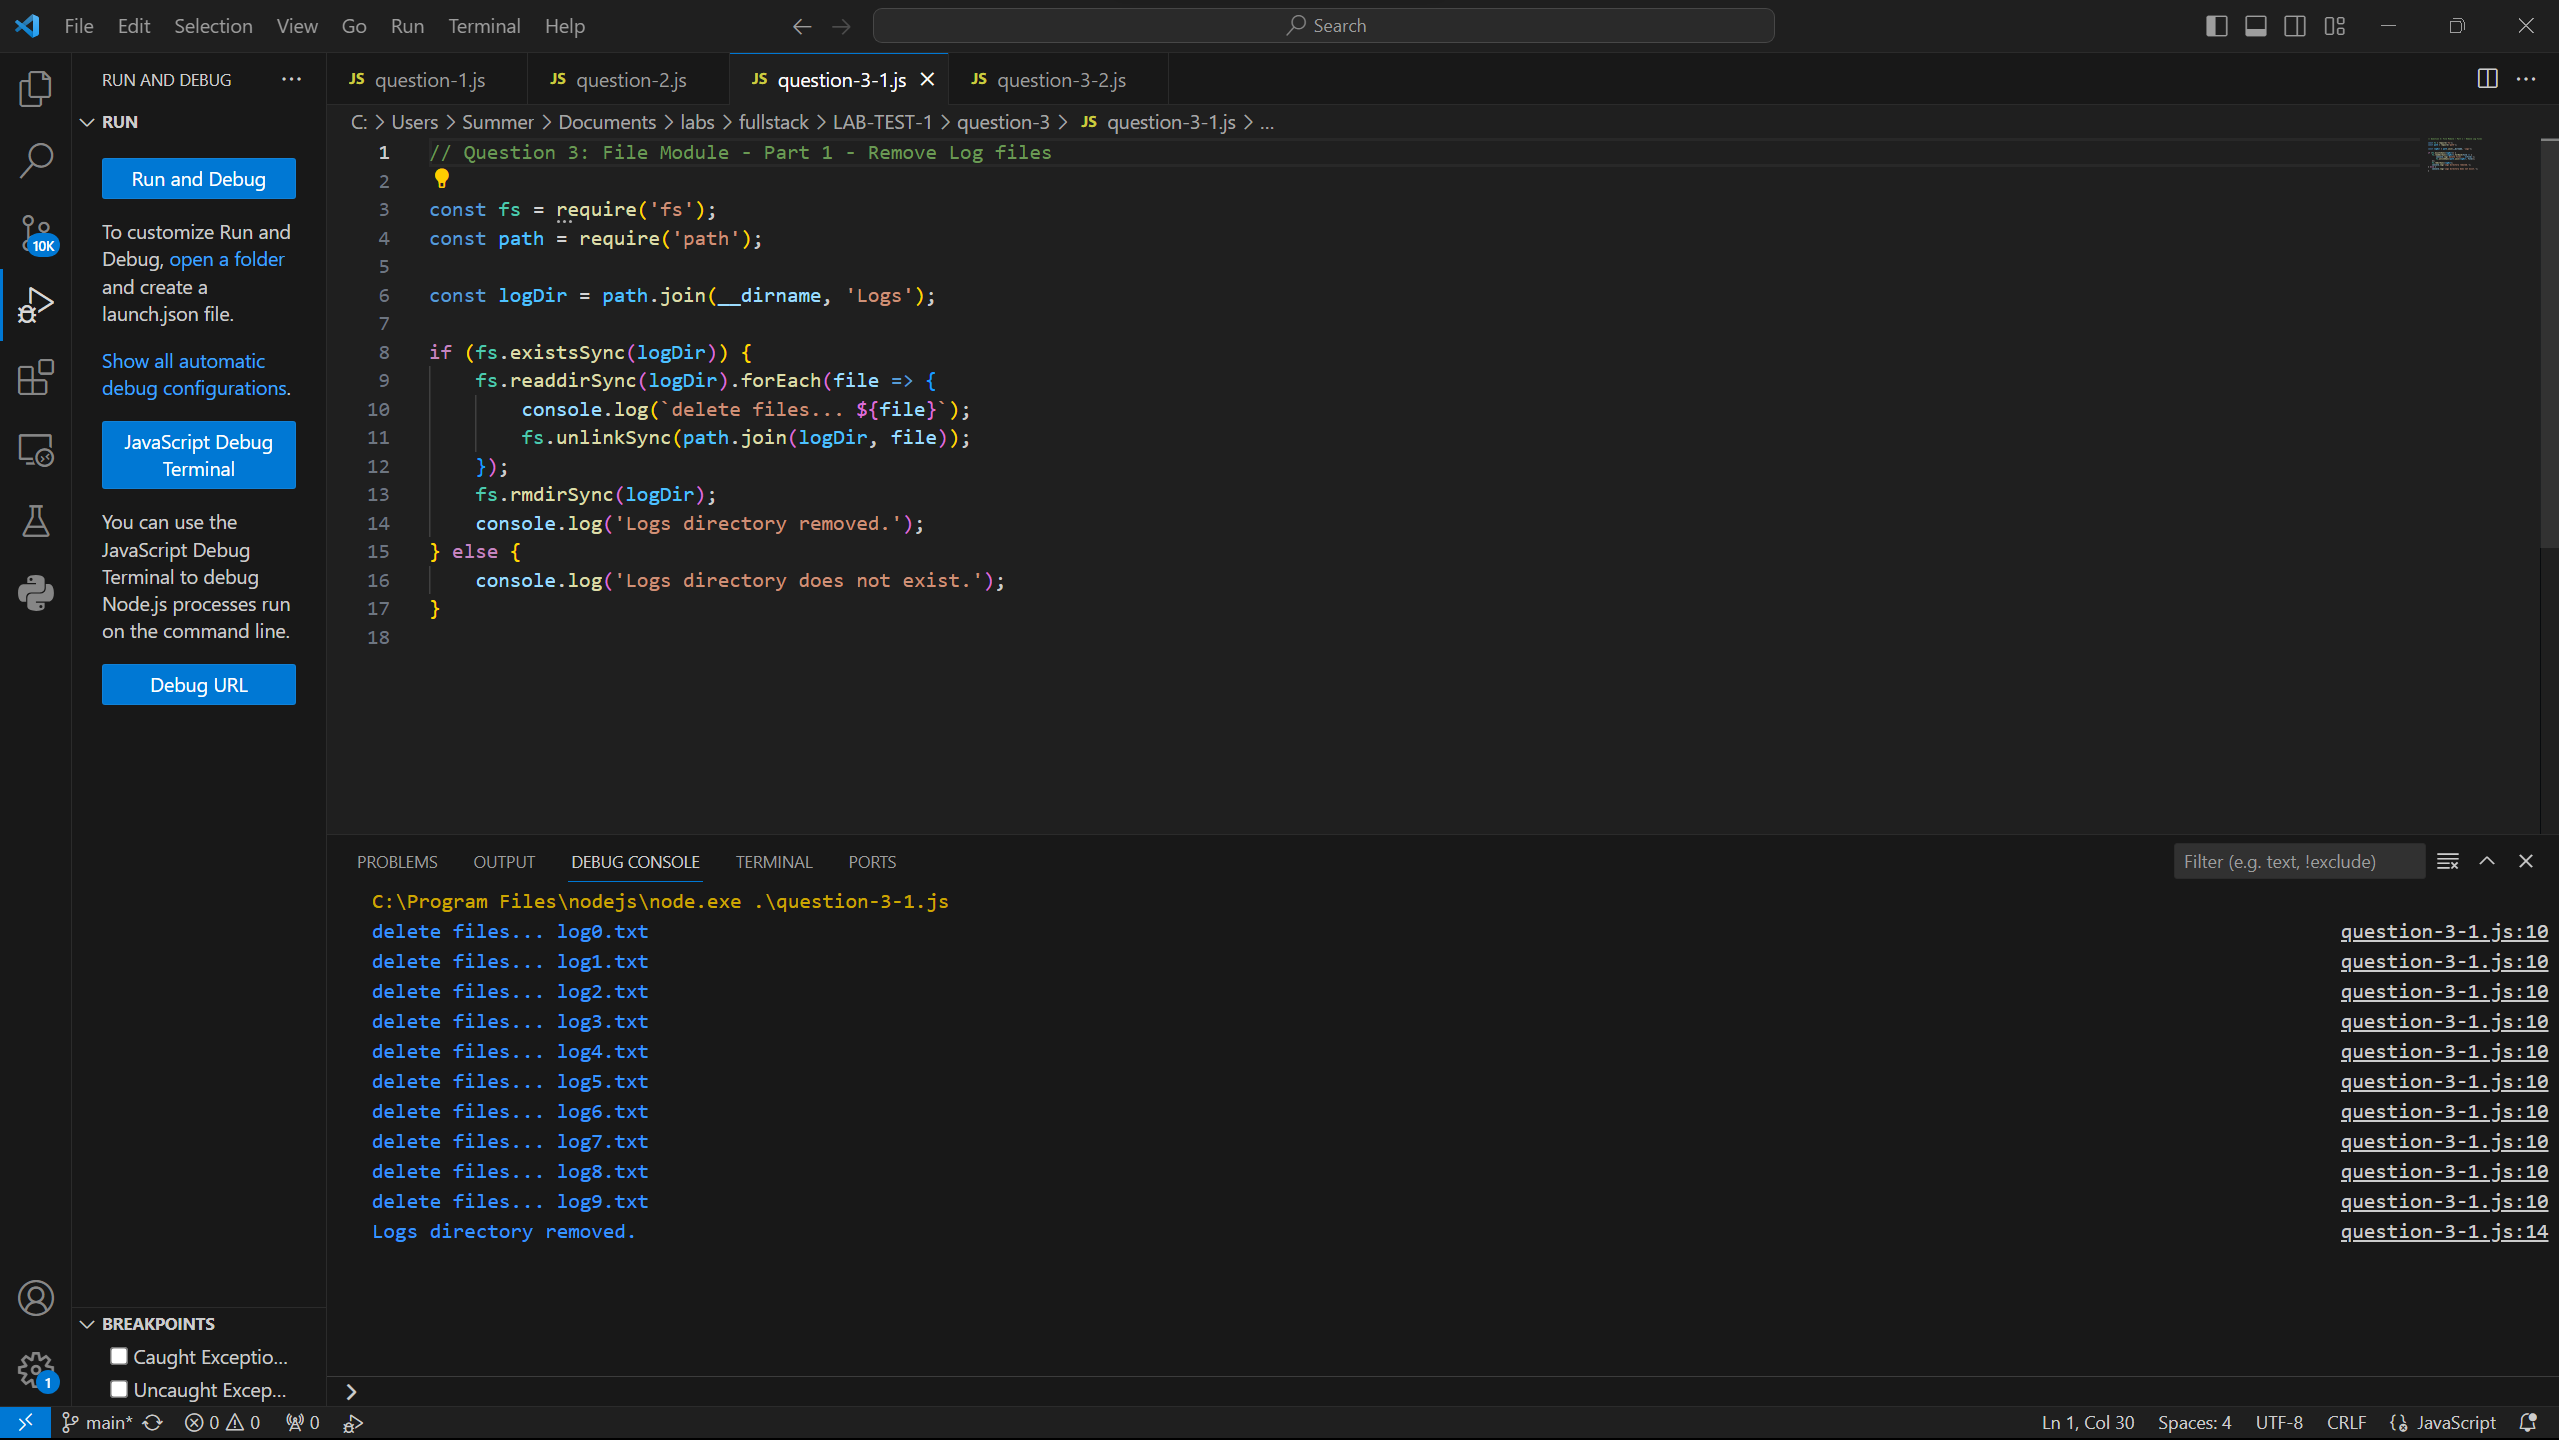 File Edit Selection View Go Run Terminal Help
Search
RUN AND DEBUG
RUN
Run and Debug
To customize Run and
Debug, open a folder
and create a
launch.json file.
Show all automatic
debug configurations.
JavaScript Debug
Terminal
You can use the
JavaScript Debug
Terminal to debug
Node.js processes run
on the command line.
Debug URL
BREAKPOINTS
Caught Exceptio...
Uncaught Excep...
10K
1
JS question-1.js
JS question-2.js
JS question-3-1.js
JS question-3-2.js
C: > Users > Summer > Documents > labs > fullstack > LAB-TEST-1 > question-3 > JS question-3-1.js > ...
1 // Question 3: File Module - Part 1 - Remove Log files
2
3 const fs = require('fs');
4 const path = require('path');
5
6 const logDir = path.join(__dirname, 'Logs');
7
8 if (fs.existsSync(logDir)) {
9 fs.readdirSync(logDir).forEach(file => {
10 console.log(`delete files... ${file}`);
11 fs.unlinkSync(path.join(logDir, file));
12 });
13 fs.rmdirSync(logDir);
14 console.log('Logs directory removed.');
15 } else {
16 console.log('Logs directory does not exist.');
17 }
18
PROBLEMS OUTPUT DEBUG CONSOLE TERMINAL PORTS
Filter (e.g. text, !exclude)
C:\Program Files\nodejs\node.exe .\question-3-1.js
delete files... log0.txt question-3-1.js:10
delete files... log1.txt question-3-1.js:10
delete files... log2.txt question-3-1.js:10
delete files... log3.txt question-3-1.js:10
delete files... log4.txt question-3-1.js:10
delete files... log5.txt question-3-1.js:10
delete files... log6.txt question-3-1.js:10
delete files... log7.txt question-3-1.js:10
delete files... log8.txt question-3-1.js:10
delete files... log9.txt question-3-1.js:10
Logs directory removed. question-3-1.js:14
main* 0 0 0 Ln 1, Col 30 Spaces: 4 UTF-8 CRLF JavaScript